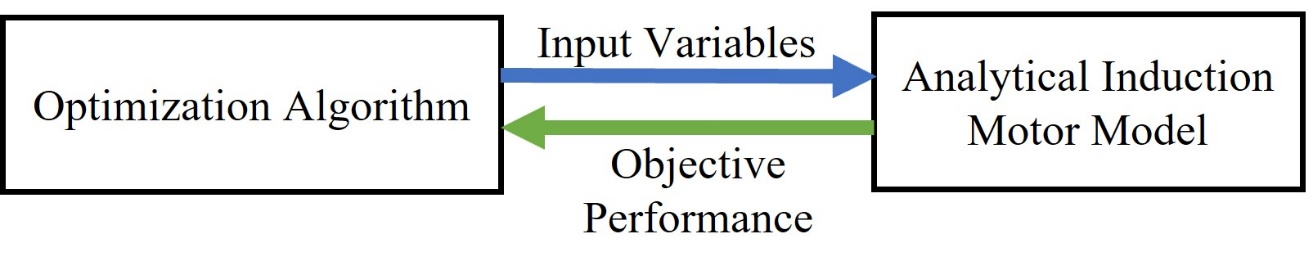 Optimization Algorithm
Input Variables
Objective
Performance
Analytical Induction
Motor Model